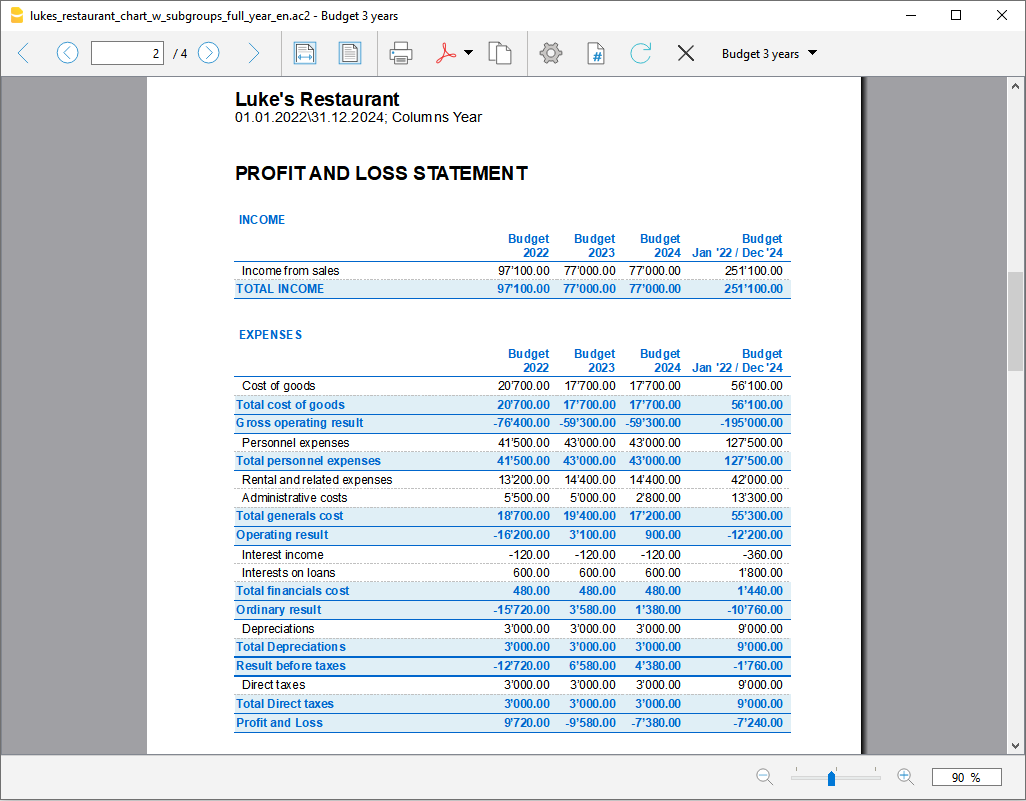 lukes_restaurant_chart_w_subgroups_full_year_en.ac2 - Budget 3 years
2 / 4 Budget 3 years
Luke's Restaurant
01.01.2022\31.12.2024; Columns Year
PROFIT AND LOSS STATEMENT
INCOME
Budget Budget Budget Budget
2022 2023 2024 Jan '22 / Dec '24
Income from sales 97'100.00 77'000.00 77'000.00 251'100.00
TOTAL INCOME 97'100.00 77'000.00 77'000.00 251'100.00
EXPENSES
Budget Budget Budget Budget
2022 2023 2024 Jan '22 / Dec '24
Cost of goods 20'700.00 17'700.00 17'700.00 56'100.00
Total cost of goods 20'700.00 17'700.00 17'700.00 56'100.00
Gross operating result -76'400.00 -59'300.00 -59'300.00 -195'000.00
Personnel expenses 41'500.00 43'000.00 43'000.00 127'500.00
Total personnel expenses 41'500.00 43'000.00 43'000.00 127'500.00
Rental and related expenses 13'200.00 14'400.00 14'400.00 42'000.00
Administrative costs 5'500.00 5'000.00 2'800.00 13'300.00
Total generals cost 18'700.00 19'400.00 17'200.00 55'300.00
Operating result -16'200.00 3'100.00 900.00 -12'200.00
Interest income -120.00 -120.00 -120.00 -360.00
Interests on loans 600.00 600.00 600.00 1'800.00
Total financials cost 480.00 480.00 480.00 1'440.00
Ordinary result -15'720.00 3'580.00 1'380.00 -10'760.00
Depreciations 3'000.00 3'000.00 3'000.00 9'000.00
Total Depreciations 3'000.00 3'000.00 3'000.00 9'000.00
Result before taxes -12'720.00 6'580.00 4'380.00 -1'760.00
Direct taxes 3'000.00 3'000.00 3'000.00 9'000.00
Total Direct taxes 3'000.00 3'000.00 3'000.00 9'000.00
Profit and Loss 9'720.00 -9'580.00 -7'380.00 -7'240.00
90 %